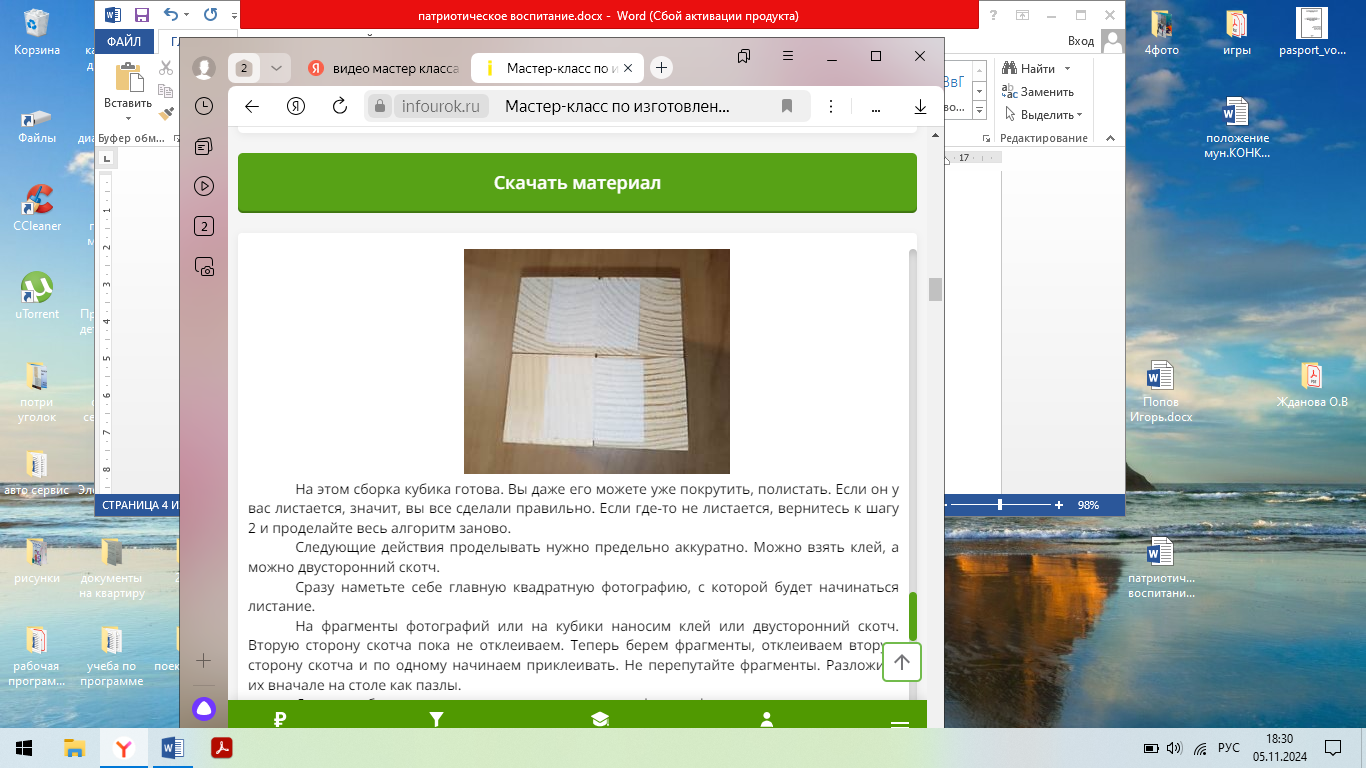 патриотическое воспитание.docx - Word (Сбой активации продукта)
Корзина
4фото
игры
pasport_vo...
ФАЙЛ
Вход
2
видео мастер класса
Мастер-класс по и
Вставить
Буфер обм...
Найти
Заменить
Выделить
Редактирование
infourok.ru
Мастер-класс по изготовлен...
Файлы
положение
мун.КОНК...
17
Скачать материал
CCleaner
2
uTorrent
потри
уголок
Попов
Игорь.docx
Жданова О.В
авто сервис
На этом сборка кубика готова. Вы даже его можете уже покрутить, полистать. Если он у
вас листается, значит, вы все сделали правильно. Если где-то не листается, вернитесь к шагу
2 и проделайте весь алгоритм заново.
Следующие действия проделывать нужно предельно аккуратно. Можно взять клей, а
можно двусторонний скотч.
Сразу наметьте себе главную квадратную фотографию, с которой будет начинаться
листание.
На фрагменты фотографий или на кубики наносим клей или двусторонний скотч.
Вторую сторону скотча пока не отклеиваем. Теперь берем фрагменты, отклеиваем
сторону скотча и по одному начинаем приклеивать. Не перепутайте фрагменты.
их вначале на столе как пазлы.
СТРАНИЦА 4 ИЗ
98%
рисунки
документы
на квартиру
патриотич...
воспитани...
рабочая
програм...
учеба по
программе
РУС
18:30
05.11.2024